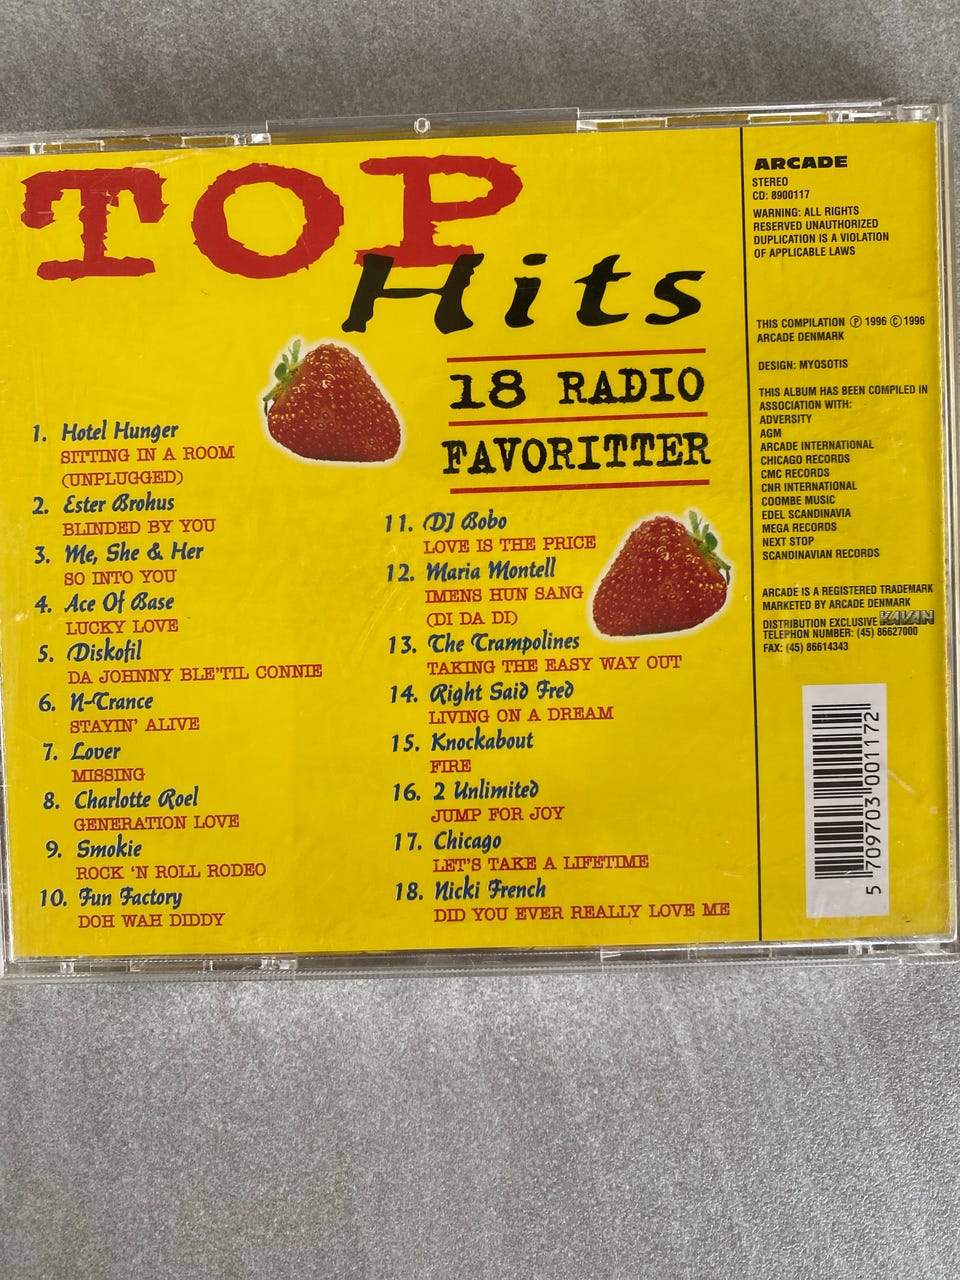 TOP
Hits
18 RADIO
FAVORITTER
1. Hotel Hunger
SITTING IN A ROOM
(UNPLUGGED)
2. Ester Brohus
BLINDED BY YOU
3. Me, She & Her
SO INTO YOU
4. Ace Of Base
LUCKY LOVE
5. Diskofil
DA JOHNNY BLE'TIL CONNIE
6. N-Trance
STAYIN' ALIVE
7. Lover
MISSING
8. Charlotte Roel
GENERATION LOVE
9. Smokie
ROCK 'N ROLL RODEO
10. Fun Factory
DOH WAH DIDDY
11. DJ Bobo
LOVE IS THE PRICE
12. Maria Montell
IMENS HUN SANG
(DI DA DI)
13. The Trampolines
TAKING THE EASY WAY OUT
14. Right Said Fred
LIVING ON A DREAM
15. Knockabout
FIRE
16. 2 Unlimited
JUMP FOR JOY
17. Chicago
LET'S TAKE A LIFETIME
18. Nicki French
DID YOU EVER REALLY LOVE ME
ARCADE
STEREO
CD: 8900117
WARNING: ALL RIGHTS
RESERVED UNAUTHORIZED
DUPLICATION IS A VIOLATION
OF APPLICABLE LAWS
THIS COMPILATION Ⓟ 1996 © 1996
ARCADE DENMARK
DESIGN: MYOSOTIS
THIS ALBUM HAS BEEN COMPILED IN
ASSOCIATION WITH:
ADVERSITY
AGM
ARCADE INTERNATIONAL
CHICAGO RECORDS
CMC RECORDS
CNR INTERNATIONAL
COOMBE MUSIC
EDEL SCANDINAVIA
MEGA RECORDS
NEXT STOP
SCANDINAVIAN RECORDS
ARCADE IS A REGISTERED TRADEMARK
MARKETED BY ARCADE DENMARK
DISTRIBUTION EXCLUSIVE KAVAN
TELEPHON NUMBER: (45) 86627000
FAX: (45) 86614343
5 709703 001172